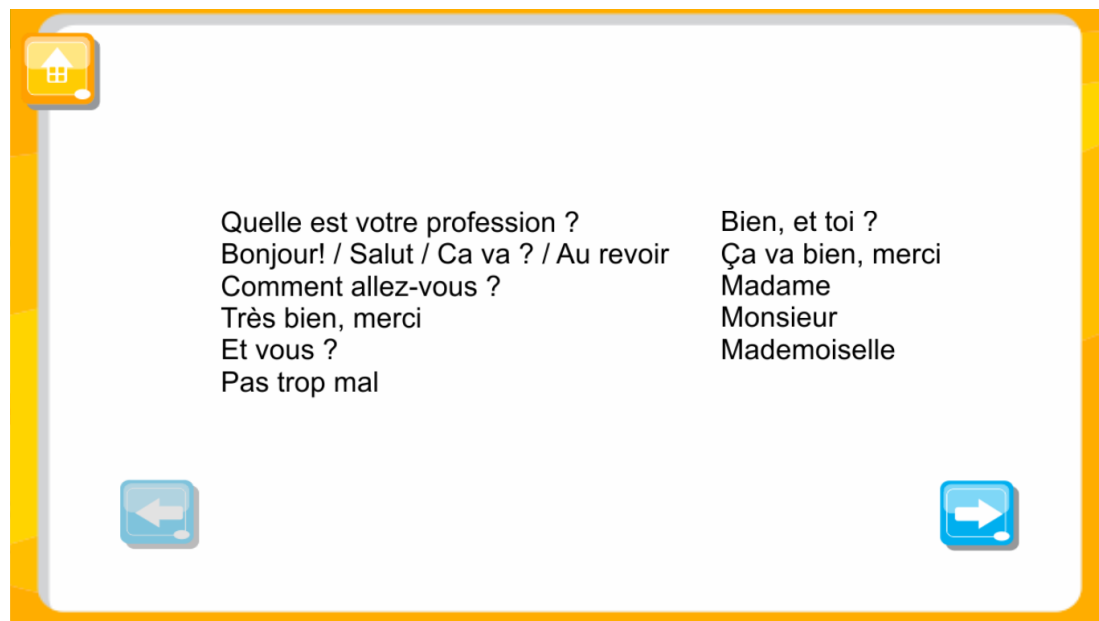 Quelle est votre profession ?
Bonjour! / Salut / Ca va ? / Au revoir
Comment allez-vous ?
Très bien, merci
Et vous ?
Pas trop mal
Bien, et toi ?
Ça va bien, merci
Madame
Monsieur
Mademoiselle